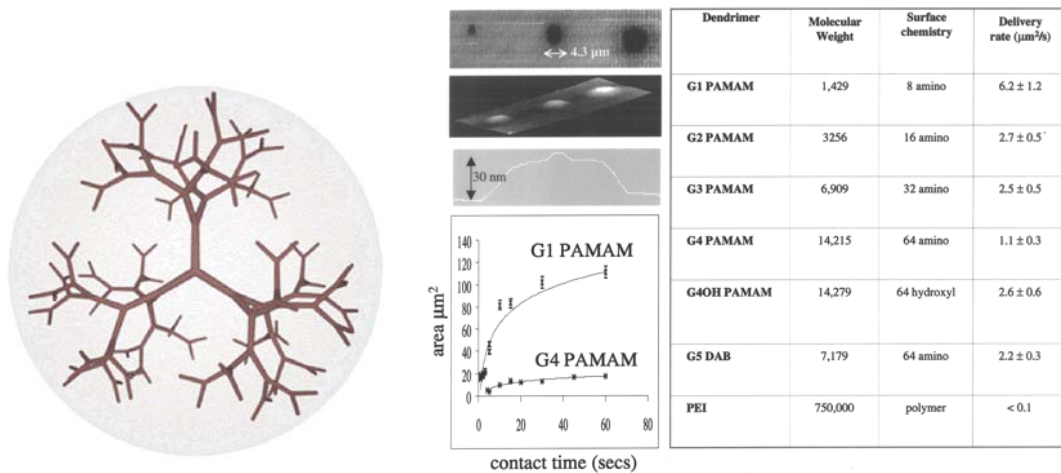 4.3 µm
30 nm
140
120
100
80
60
40
20
0
0 20 40 60 80
area µm²
contact time (secs)
G1 PAMAM
G4 PAMAM
Dendrimer Molecular Weight Surface chemistry Delivery rate (µm²/s)
G1 PAMAM 1,429 8 amino 6.2 ± 1.2
G2 PAMAM 3256 16 amino 2.7 ± 0.5
G3 PAMAM 6,909 32 amino 2.5 ± 0.5
G4 PAMAM 14,215 64 amino 1.1 ± 0.3
G4OH PAMAM 14,279 64 hydroxyl 2.6 ± 0.6
G5 DAB 7,179 64 amino 2.2 ± 0.3
PEI 750,000 polymer < 0.1